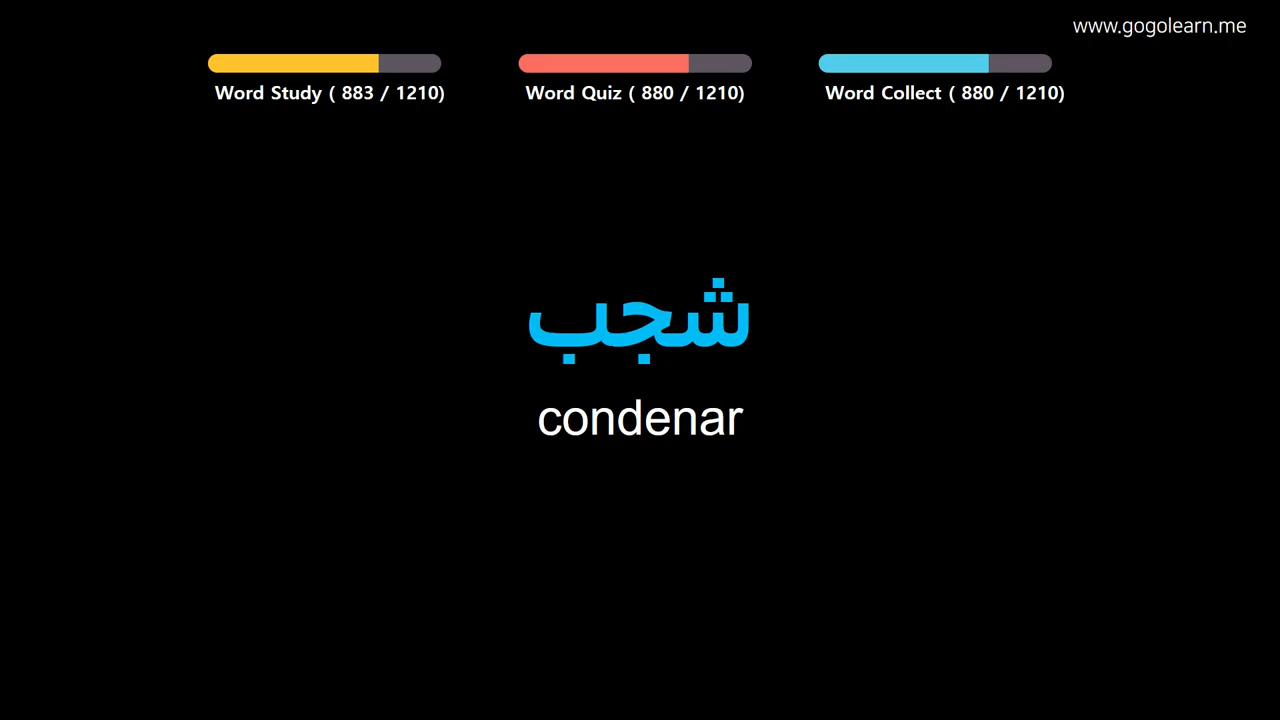 www.gogolearn.me
Word Study ( 883 / 1210)
Word Quiz ( 880 / 1210)
Word Collect ( 880 / 1210)
شجب
condenar